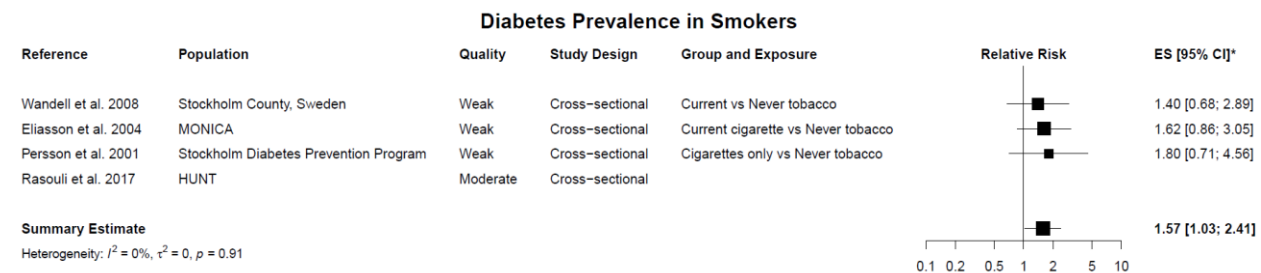 Diabetes Prevalence in Smokers
Reference Population Quality Study Design Group and Exposure Relative Risk ES [95% CI]*
Wandell et al. 2008 Stockholm County, Sweden Weak Cross−sectional Current vs Never tobacco 1.40 [0.68; 2.89]
Eliasson et al. 2004 MONICA Weak Cross−sectional Current cigarette vs Never tobacco 1.62 [0.86; 3.05]
Persson et al. 2001 Stockholm Diabetes Prevention Program Weak Cross−sectional Cigarettes only vs Never tobacco 1.80 [0.71; 4.56]
Rasouli et al. 2017 HUNT Moderate Cross−sectional
Summary Estimate 1.57 [1.03; 2.41]
Heterogeneity: I² = 0%, τ² = 0, p = 0.91
0.1 0.2 0.5 1 2 5 10